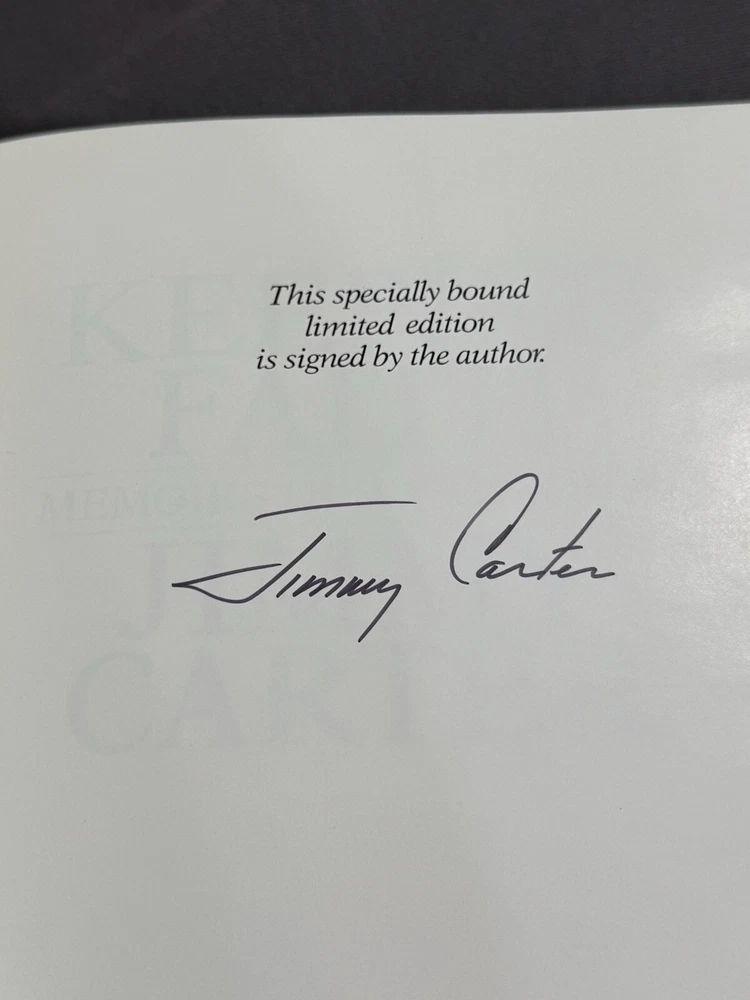 This specially bound
limited edition
is signed by the author.
Jimmy Carter